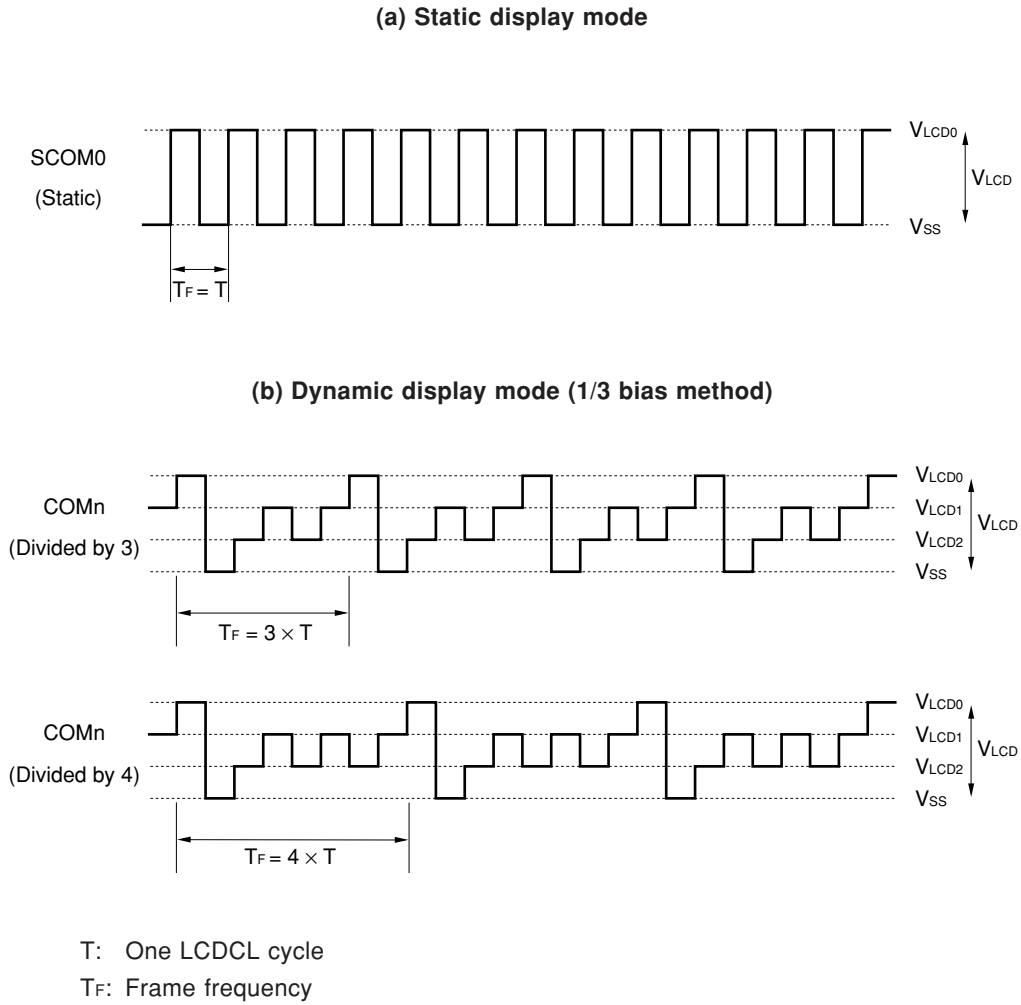 (a) Static display mode
VLCD0
SCOM0
VLCD
(Static)
VSS
TF = T
(b) Dynamic display mode (1/3 bias method)
VLCD0
COMn
VLCD1
VLCD
(Divided by 3)
VLCD2
VSS
TF = 3 × T
VLCD0
COMn
VLCD1
VLCD
(Divided by 4)
VLCD2
VSS
TF = 4 × T
T: One LCDCL cycle
TF: Frame frequency